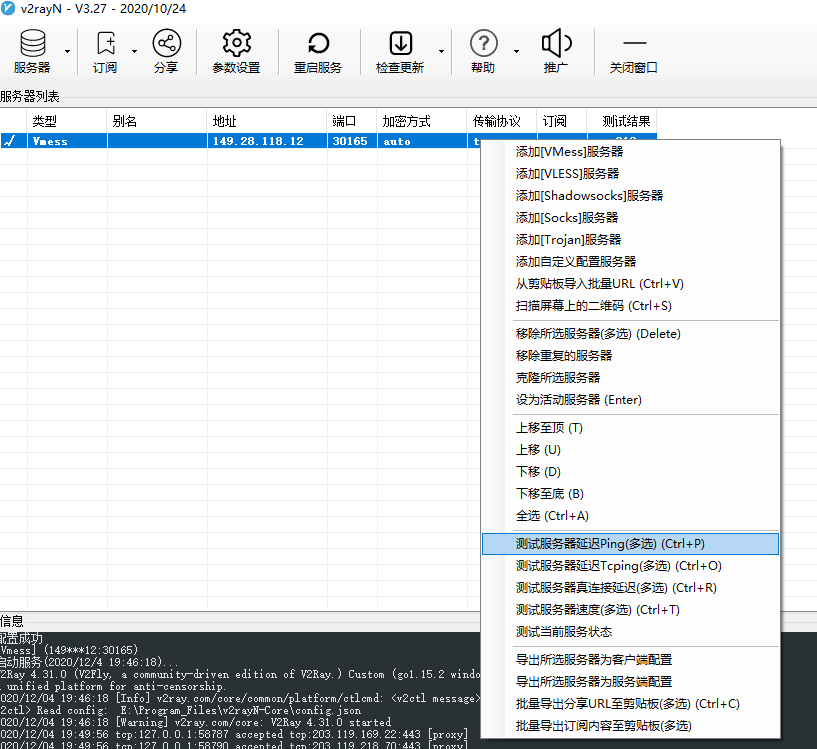 v2rayN - V3.27 - 2020/10/24
服务器 订阅 分享 参数设置 重启服务 检查更新 帮助 推广 关闭窗口
服务器列表
类型 别名 地址 端口 加密方式 传输协议 订阅 测试结果
Vmess 149.28.118.12 30165 auto
添加[VMess]服务器
添加[VLESS]服务器
添加[Shadowsocks]服务器
添加[Socks]服务器
添加[Trojan]服务器
添加自定义配置服务器
从剪贴板导入批量URL (Ctrl+V)
扫描屏幕上的二维码 (Ctrl+S)
移除所选服务器(多选) (Delete)
移除重复的服务器
克隆所选服务器
设为活动服务器 (Enter)
上移至顶 (T)
上移 (U)
下移 (D)
下移至底 (B)
全选 (Ctrl+A)
测试服务器延迟Ping(多选) (Ctrl+P)
测试服务器延迟Tcping(多选) (Ctrl+O)
测试服务器真连接延迟(多选) (Ctrl+R)
测试服务器速度(多选) (Ctrl+T)
测试当前服务状态
导出所选服务器为客户端配置
导出所选服务器为服务端配置
批量导出分享URL至剪贴板(多选) (Ctrl+C)
批量导出订阅内容至剪贴板(多选)
信息
配置成功
Vmess] (149***12:30165)
启动服务(2020/12/4 19:46:18)...
V2Ray 4.31.0 (V2Fly, a community-driven edition of V2Ray.) Custom (go1.15.2 windo
unified platform for anti-censorship.
020/12/04 19:46:18 [Info] v2ray.com/core/common/platform/ctlcmd: <v2ctl message>
2ctl> Read config: E:\Program_Files\v2rayN-Core\config.json
020/12/04 19:46:18 [Warning] v2ray.com/core: V2Ray 4.31.0 started
020/12/04 19:49:56 tcp:127.0.0.1:58787 accepted tcp:203.119.169.22:443 [proxy]
020/12/04 19:49:56 tcp:127.0.0.1:58790 accepted tcp:203.119.218.70:443 [proxy]